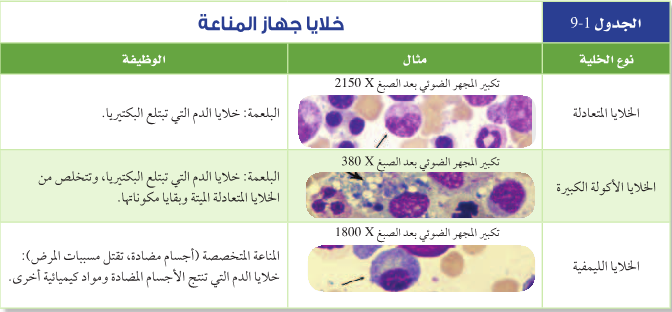 الجدول 1-9
خلايا جهاز المناعة
نوع الخلية
مثال
الوظيفة
الخلايا المتعادلة
تكبير المجهر الضوئي بعد الصبغ 2150 X
البلعمة: خلايا الدم التي تبتلع البكتيريا.
الخلايا الأكولة الكبيرة
تكبير المجهر الضوئي بعد الصبغ 380 X
البلعمة: خلايا الدم التي تبتلع البكتيريا، وتتخلص من
الخلايا المتعادلة الميتة وبقايا مكوناتها.
الخلايا الليمفية
تكبير المجهر الضوئي بعد الصبغ 1800 X
المناعة المتخصصة (أجسام مضادة، تقتل مسببات المرض):
خلايا الدم التي تنتج الأجسام المضادة ومواد كيميائية أخرى.